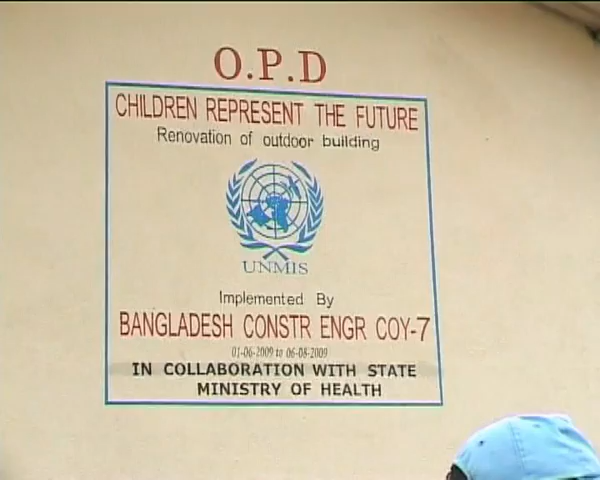 O.P.D
CHILDREN REPRESENT THE FUTURE
Renovation of outdoor building
UNMIS
Implemented By
BANGLADESH CONSTR ENGR COY-7
01-06-2009 to 06-08-2009
IN COLLABORATION WITH STATE
MINISTRY OF HEALTH